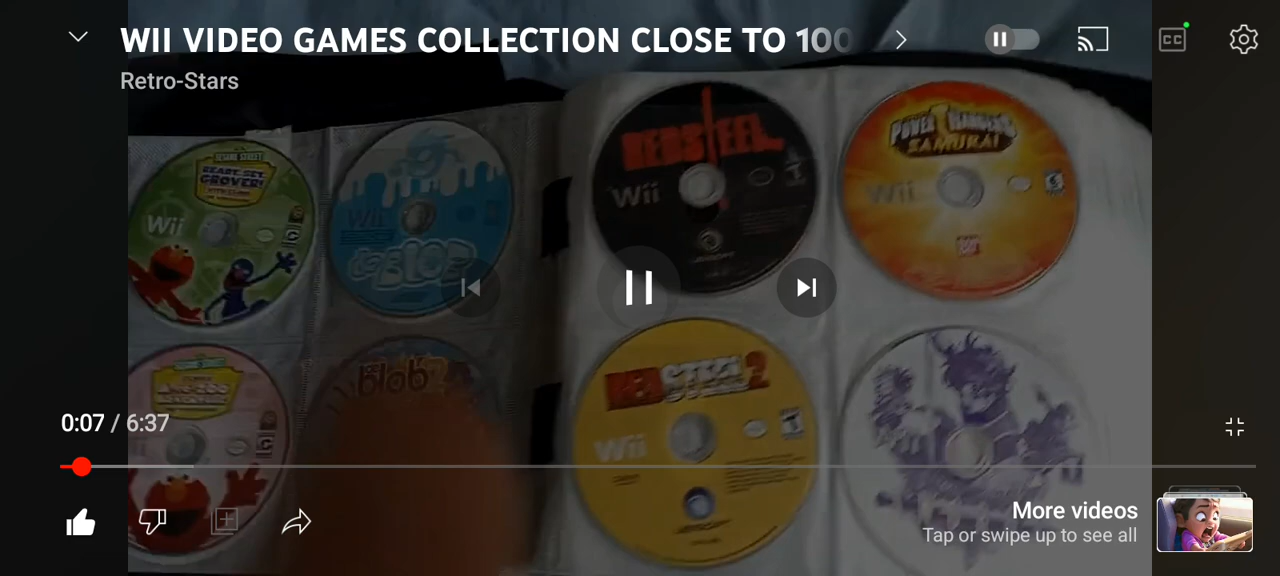 WII VIDEO GAMES COLLECTION CLOSE TO 100
Retro-Stars
CC
SESAME STREET
READY, SET, GROVER!
Wii
Wii
de Blob
RED STEEL
Wii
T
POWER RANGERS
SAMURAI
Wii
E
blob 2
RED STEEL 2
Wii
T
0:07 / 6:37
More videos
Tap or swipe up to see all